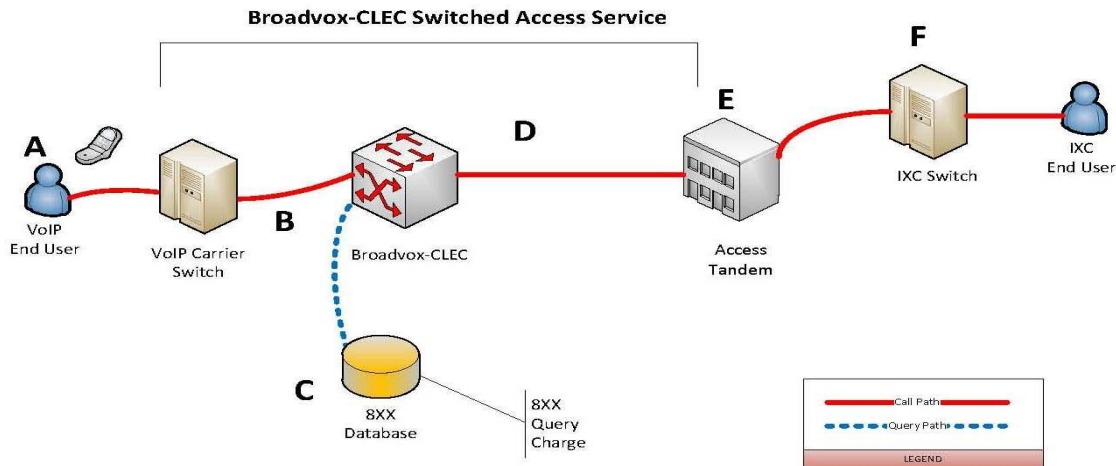 Broadvox-CLEC Switched Access Service
A
B
C
D
E
F
VoIP
End User
VoIP Carrier
Switch
Broadvox-CLEC
Access
Tandem
IXC Switch
IXC
End User
8XX
Database
8XX
Query
Charge
Call Path
Query Path
LEGEND